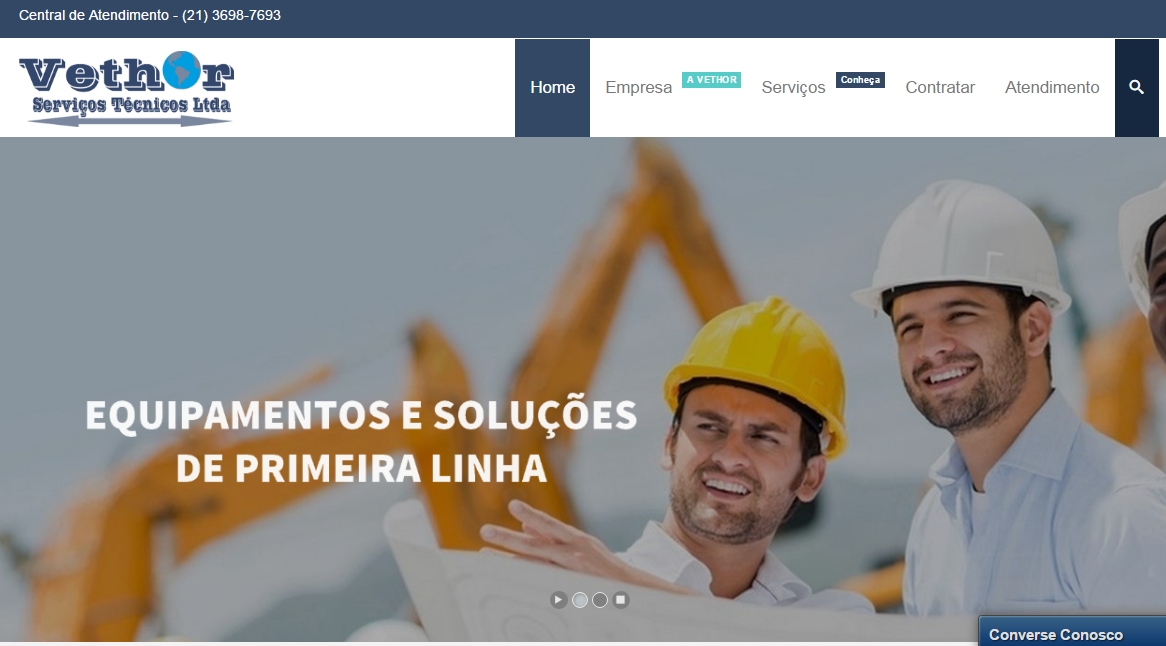 Central de Atendimento - (21) 3698-7693
Vethor
Serviços Técnicos Ltda
Home
Empresa
A VETHOR
Serviços
Conheça
Contratar
Atendimento
EQUIPAMENTOS E SOLUÇÕES
DE PRIMEIRA LINHA
Converse Conosco